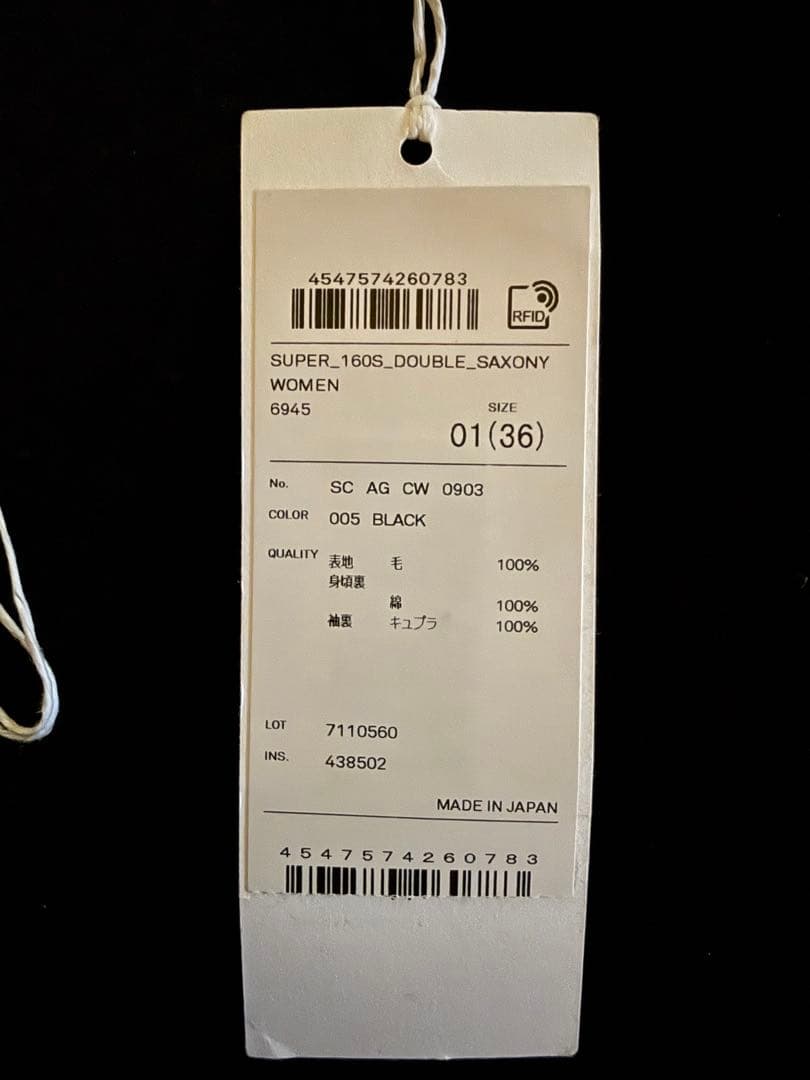 4547574260783
RFID
SUPER_160S_DOUBLE_SAXONY
WOMEN
6945
SIZE
01(36)
No. SC AG CW 0903
COLOR 005 BLACK
QUALITY 表地 毛 100%
身頃裏
綿 100%
袖裏 キュプラ 100%
LOT 7110560
INS. 438502
MADE IN JAPAN
4547574260783